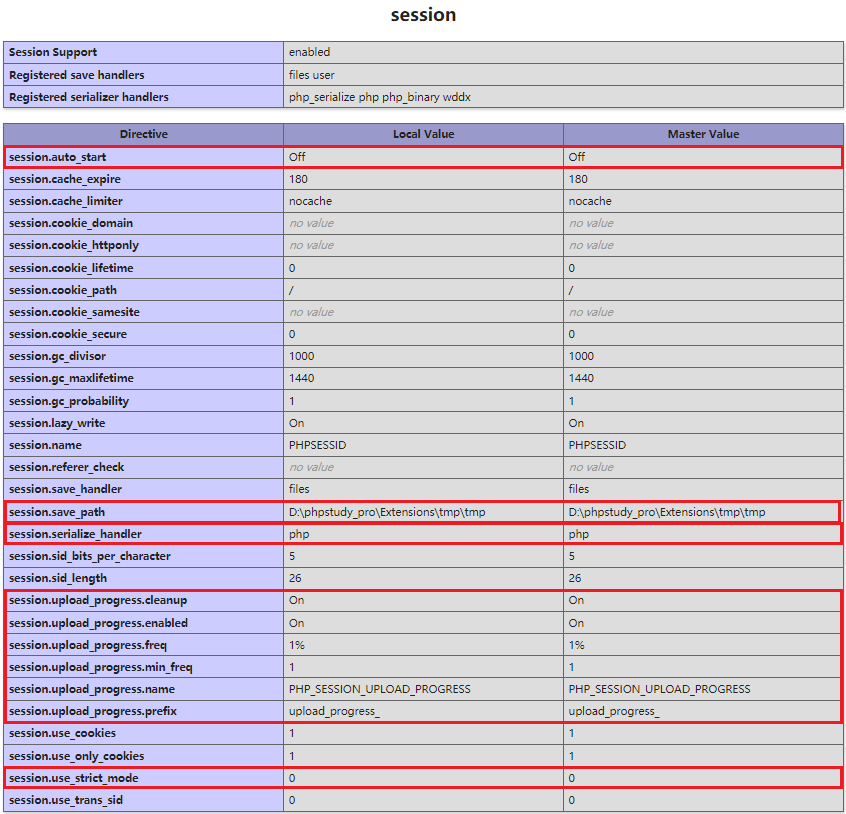 session
Session Support enabled
Registered save handlers files user
Registered serializer handlers php_serialize php php_binary wddx
Directive Local Value Master Value
session.auto_start Off Off
session.cache_expire 180 180
session.cache_limiter nocache nocache
session.cookie_domain no value no value
session.cookie_httponly no value no value
session.cookie_lifetime 0 0
session.cookie_path / /
session.cookie_samesite no value no value
session.cookie_secure 0 0
session.gc_divisor 1000 1000
session.gc_maxlifetime 1440 1440
session.gc_probability 1 1
session.lazy_write On On
session.name PHPSESSID PHPSESSID
session.referer_check no value no value
session.save_handler files files
session.save_path D:\phpstudy_pro\Extensions\tmp\tmp D:\phpstudy_pro\Extensions\tmp\tmp
session.serialize_handler php php
session.sid_bits_per_character 5 5
session.sid_length 26 26
session.upload_progress.cleanup On On
session.upload_progress.enabled On On
session.upload_progress.freq 1% 1%
session.upload_progress.min_freq 1 1
session.upload_progress.name PHP_SESSION_UPLOAD_PROGRESS PHP_SESSION_UPLOAD_PROGRESS
session.upload_progress.prefix upload_progress_ upload_progress_
session.use_cookies 1 1
session.use_only_cookies 1 1
session.use_strict_mode 0 0
session.use_trans_sid 0 0